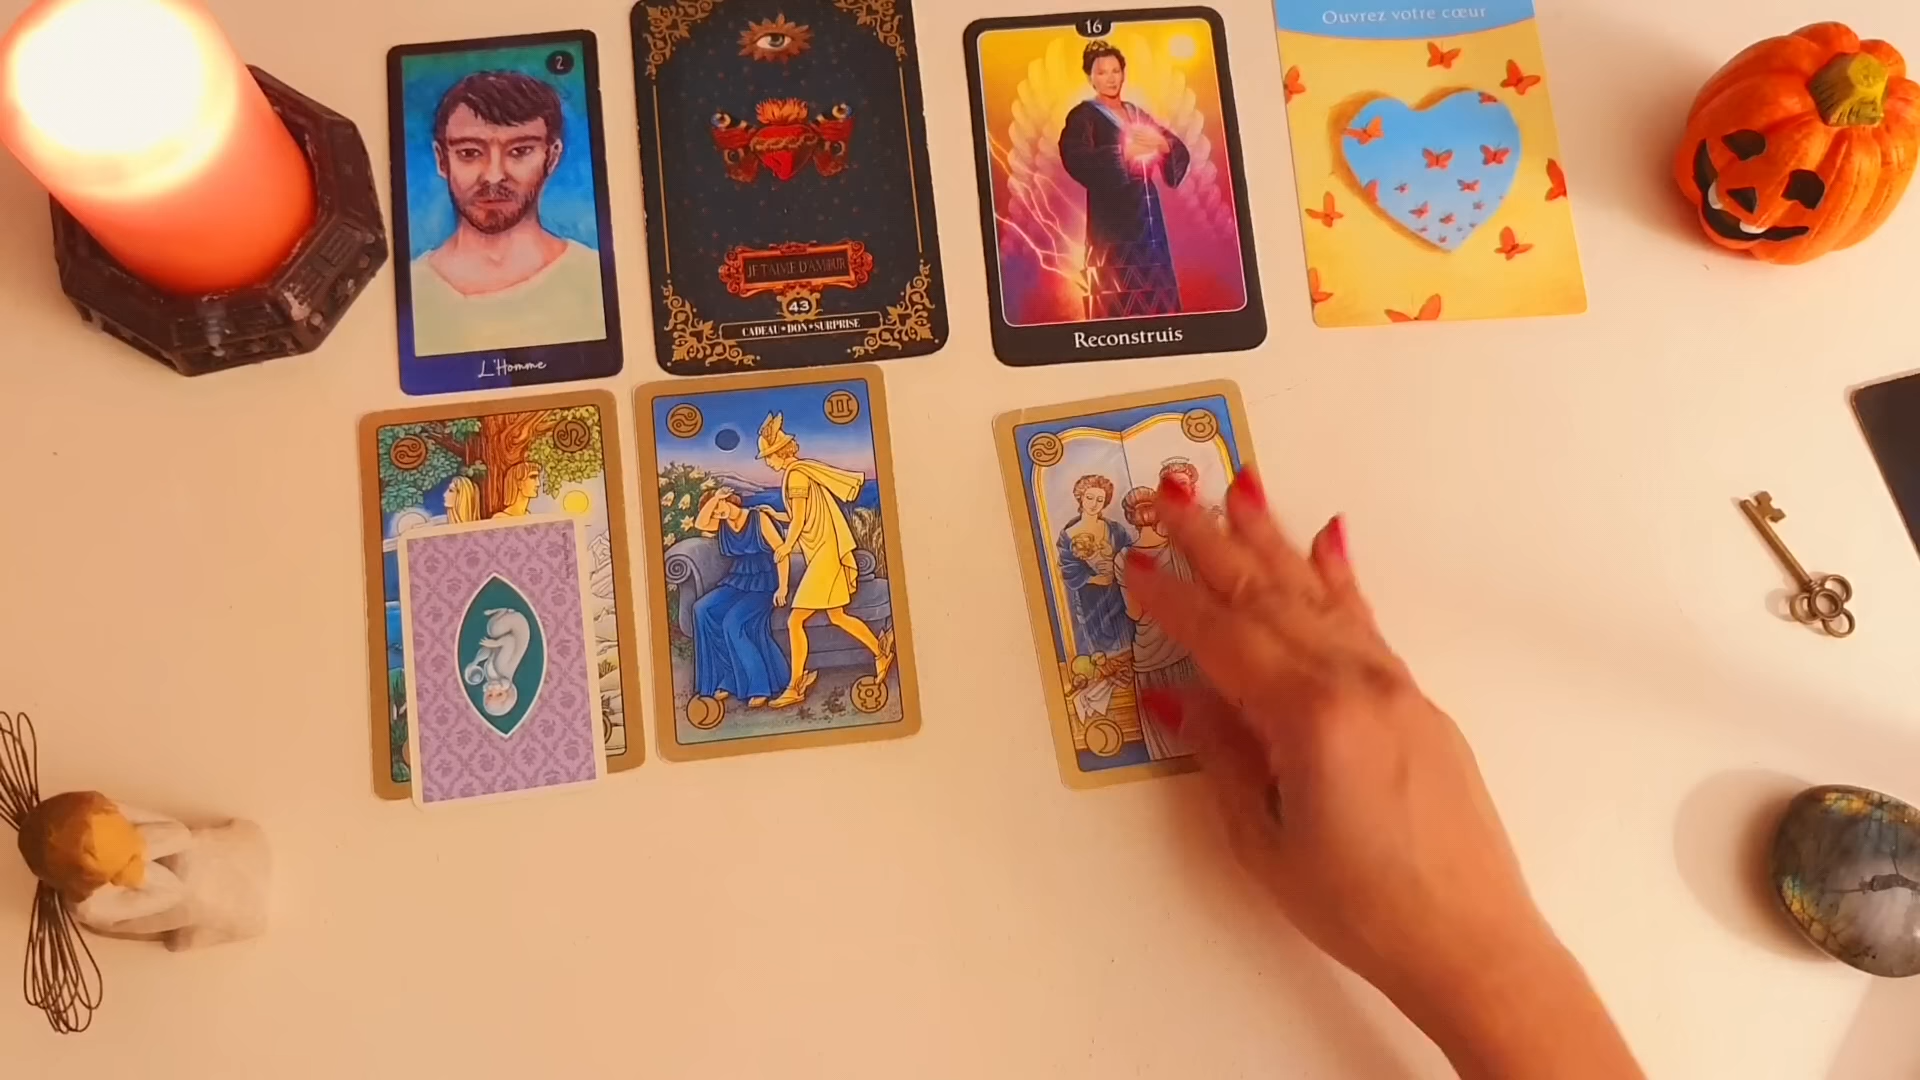 2
L'Homme
JE T'AIME D'AMOUR
43
CADEAU•DON•SURPRISE
16
Reconstruis
Ouvrez votre cœur